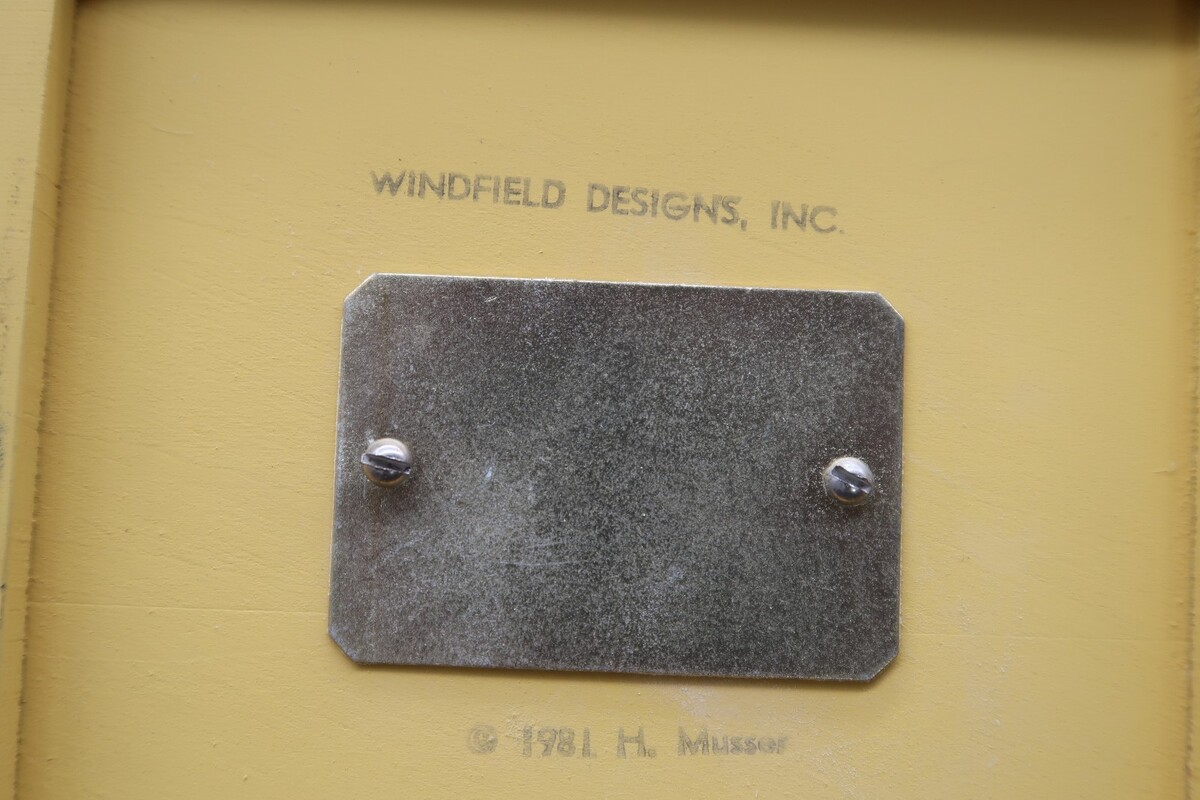 WINDFIELD DESIGNS, INC.
© 1981 H. Musser